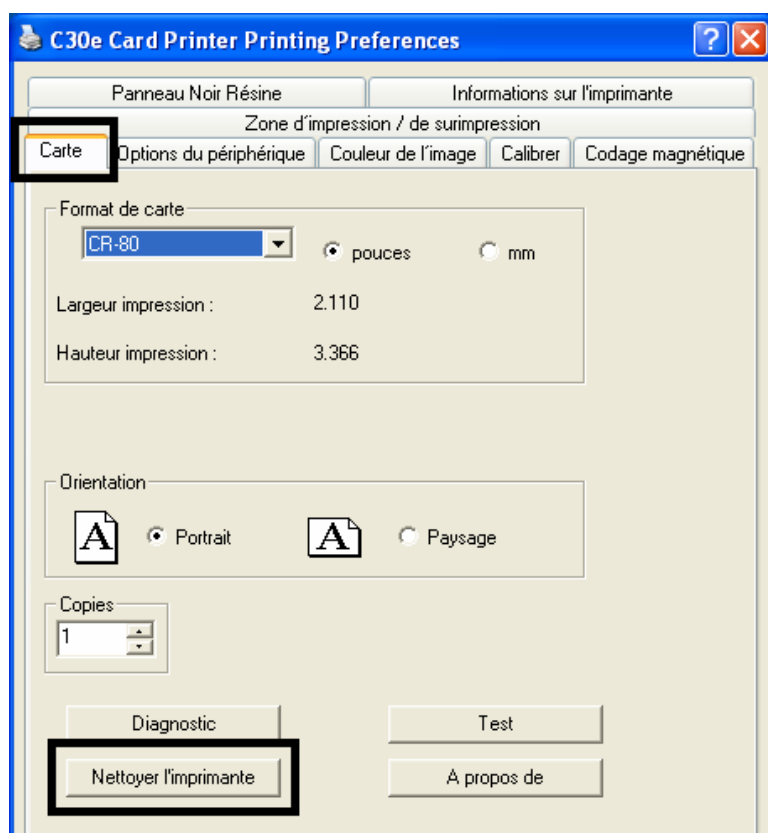 C30e Card Printer Printing Preferences
Panneau Noir Résine
Informations sur l'imprimante
Zone d'impression / de surimpression
Carte
Options du périphérique
Couleur de l'image
Calibrer
Codage magnétique
Format de carte
CR-80
pouces
mm
Largeur impression :
2.110
Hauteur impression :
3.366
Orientation
A
Portrait
A
Paysage
Copies
1
Diagnostic
Test
Nettoyer l'imprimante
A propos de